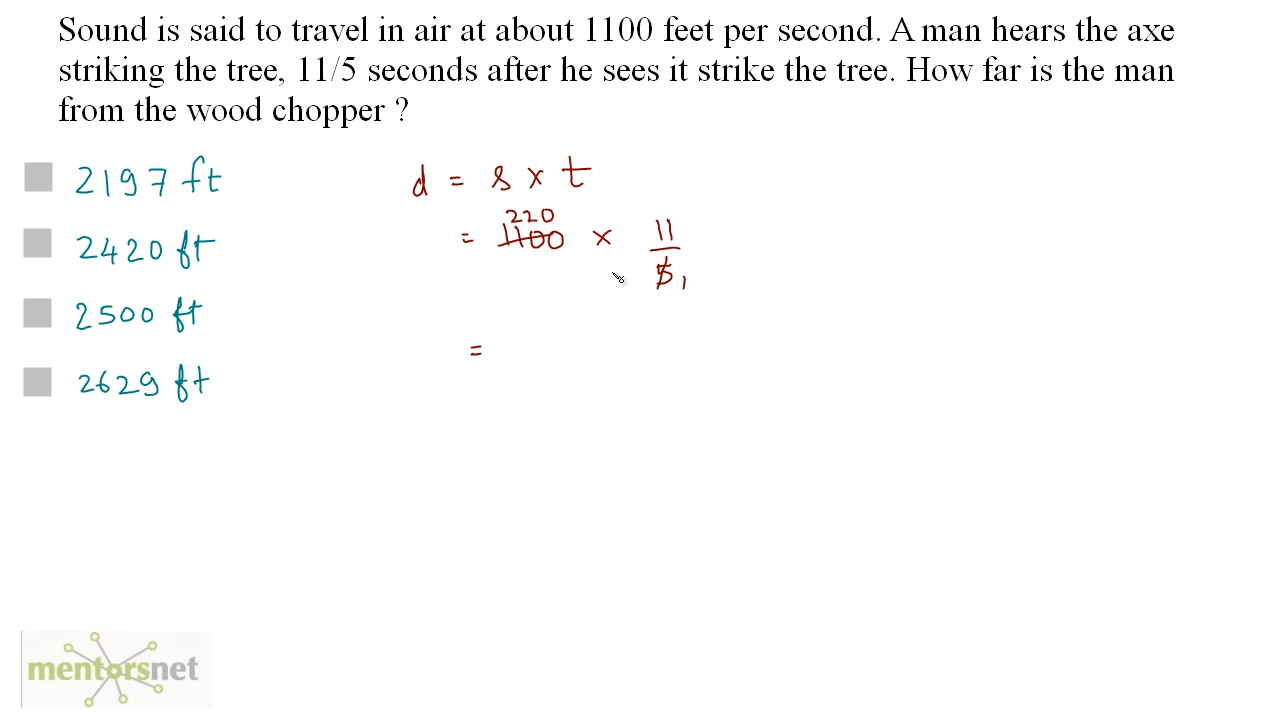 Sound is said to travel in air at about 1100 feet per second. A man hears the axe
striking the tree, 11/5 seconds after he sees it strike the tree. How far is the man
from the wood chopper ?
2197 ft
2420 ft
2500 ft
2629 ft
d = s x t
220
= 1100 x 11/5 1
=
mentorsnet